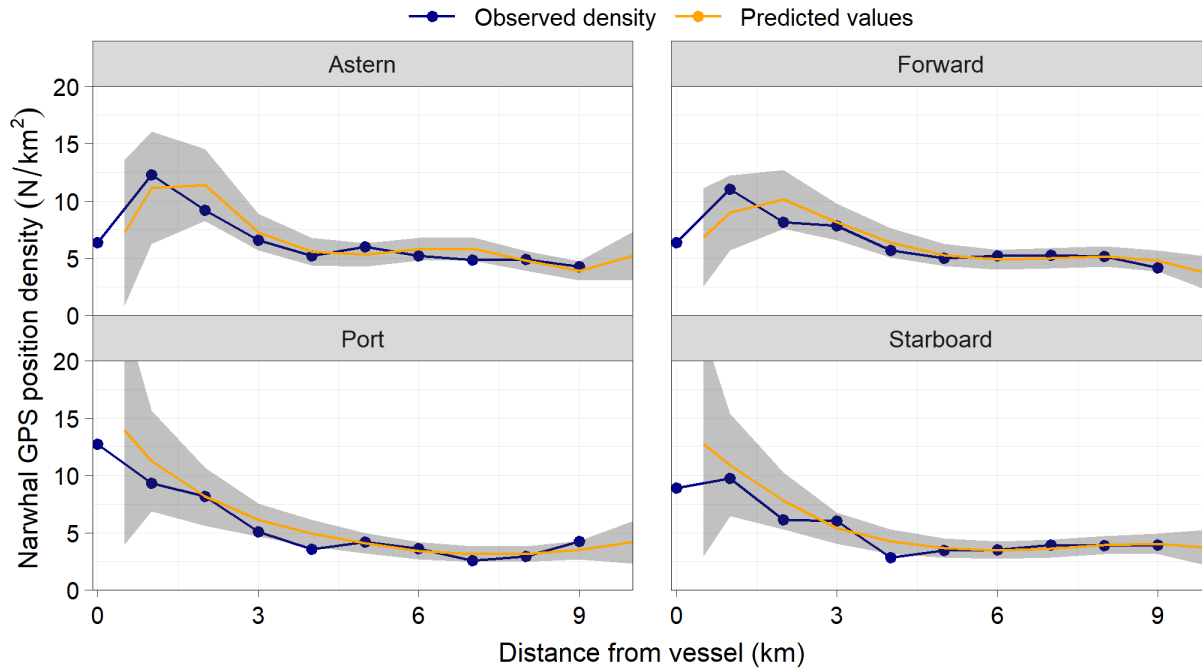 Observed density Predicted values
Astern Forward
20
15
10
5
0
Port Starboard
20
15
10
5
0
0 3 6 9 0 3 6 9
Distance from vessel (km)
Narwhal GPS position density (N/km²)